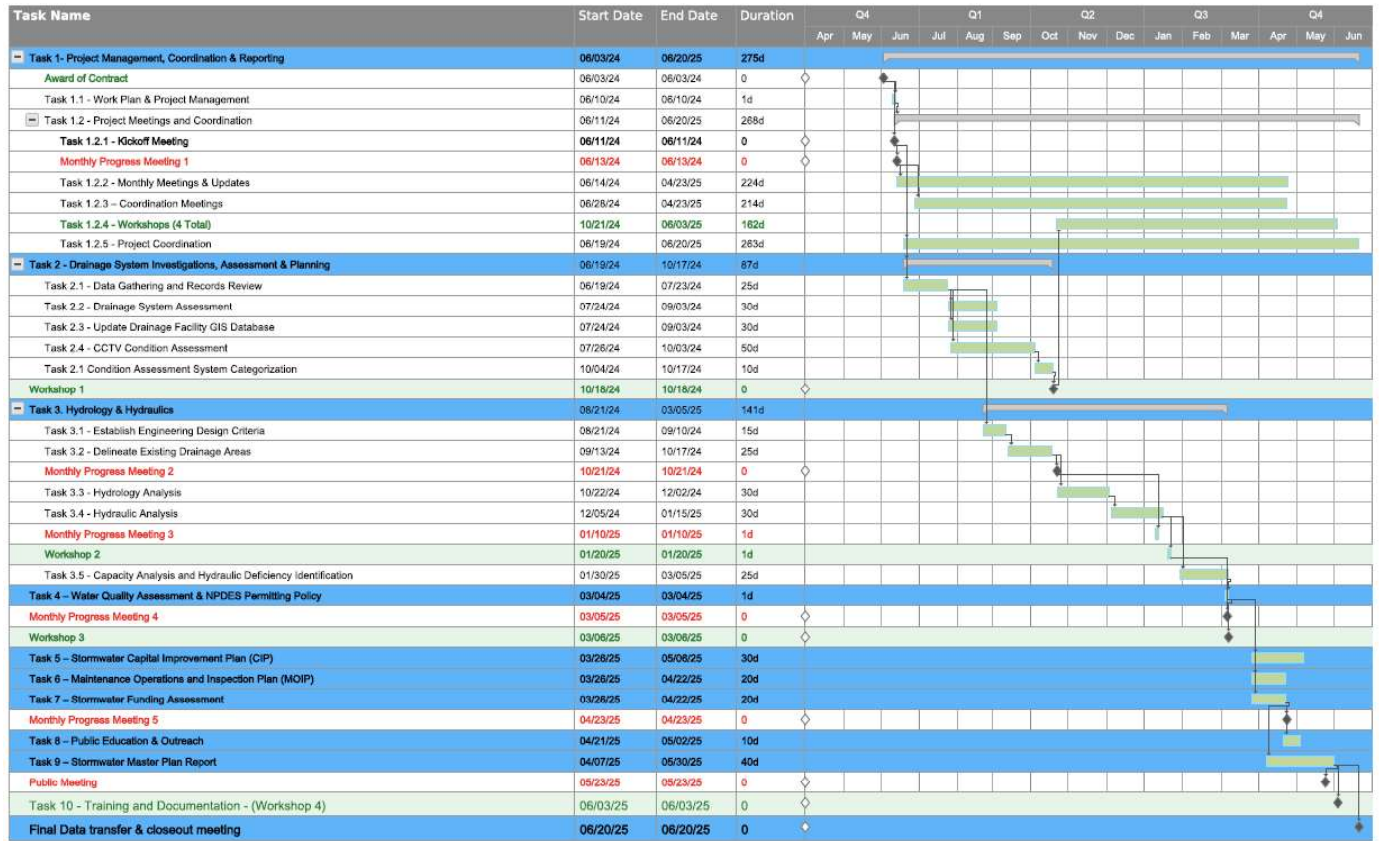 Task Name Start Date End Date Duration Q4 Q1 Q2 Q3 Q4
Apr May Jun Jul Aug Sep Oct Nov Dec Jan Feb Mar Apr May Jun
Task 1- Project Management, Coordination & Reporting 06/03/24 06/20/25 275d
Award of Contract 06/03/24 06/03/24 0
Task 1.1 - Work Plan & Project Management 06/10/24 06/10/24 1d
Task 1.2 - Project Meetings and Coordination 06/11/24 06/20/25 268d
Task 1.2.1 - Kickoff Meeting 06/11/24 06/11/24 0
Monthly Progress Meeting 1 06/13/24 06/13/24 0
Task 1.2.2 - Monthly Meetings & Updates 06/14/24 04/23/25 224d
Task 1.2.3 – Coordination Meetings 06/28/24 04/23/25 214d
Task 1.2.4 - Workshops (4 Total) 10/21/24 06/03/25 162d
Task 1.2.5 - Project Coordination 06/19/24 06/20/25 263d
Task 2 - Drainage System Investigations, Assessment & Planning 06/19/24 10/17/24 87d
Task 2.1 - Data Gathering and Records Review 06/19/24 07/23/24 25d
Task 2.2 - Drainage System Assessment 07/24/24 09/03/24 30d
Task 2.3 - Update Drainage Facility GIS Database 07/24/24 09/03/24 30d
Task 2.4 - CCTV Condition Assessment 07/26/24 10/03/24 50d
Task 2.1 Condition Assessment System Categorization 10/04/24 10/17/24 10d
Workshop 1 10/18/24 10/18/24 0
Task 3. Hydrology & Hydraulics 08/21/24 03/05/25 141d
Task 3.1 - Establish Engineering Design Criteria 08/21/24 09/10/24 15d
Task 3.2 - Delineate Existing Drainage Areas 09/13/24 10/17/24 25d
Monthly Progress Meeting 2 10/21/24 10/21/24 0
Task 3.3 - Hydrology Analysis 10/22/24 12/02/24 30d
Task 3.4 - Hydraulic Analysis 12/05/24 01/15/25 30d
Monthly Progress Meeting 3 01/10/25 01/10/25 1d
Workshop 2 01/20/25 01/20/25 1d
Task 3.5 - Capacity Analysis and Hydraulic Deficiency Identification 01/30/25 03/05/25 25d
Task 4 – Water Quality Assessment & NPDES Permitting Policy 03/04/25 03/04/25 1d
Monthly Progress Meeting 4 03/05/25 03/05/25 0
Workshop 3 03/06/25 03/06/25 0
Task 5 – Stormwater Capital Improvement Plan (CIP) 03/26/25 05/06/25 30d
Task 6 – Maintenance Operations and Inspection Plan (MOIP) 03/26/25 04/22/25 20d
Task 7 – Stormwater Funding Assessment 03/26/25 04/22/25 20d
Monthly Progress Meeting 5 04/23/25 04/23/25 0
Task 8 – Public Education & Outreach 04/21/25 05/02/25 10d
Task 9 – Stormwater Master Plan Report 04/07/25 05/30/25 40d
Public Meeting 05/23/25 05/23/25 0
Task 10 - Training and Documentation - (Workshop 4) 06/03/25 06/03/25 0
Final Data transfer & closeout meeting 06/20/25 06/20/25 0